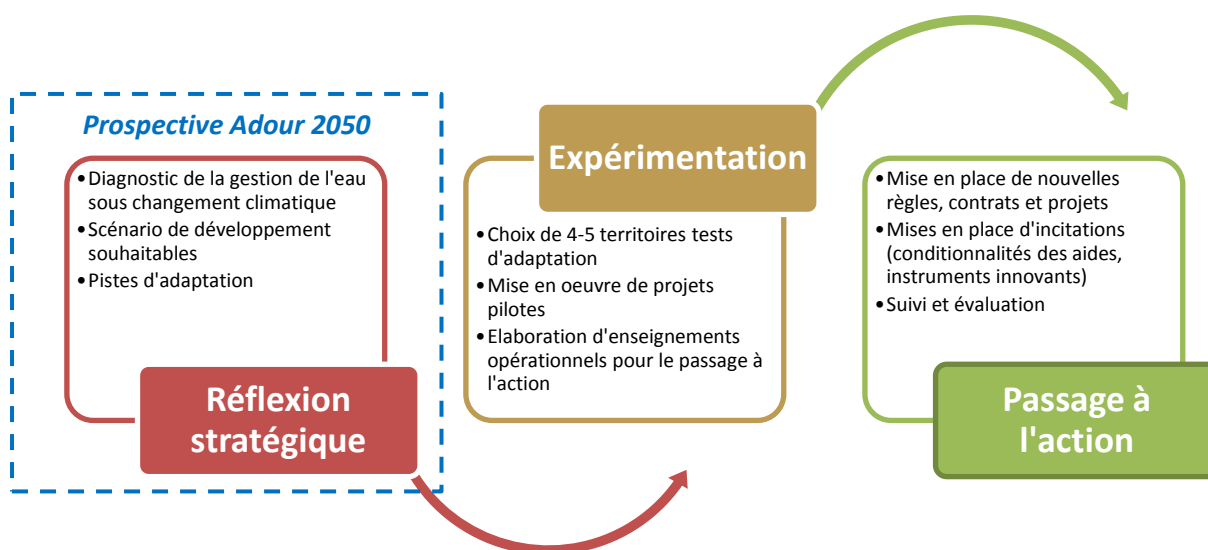 Prospective Adour 2050
•Diagnostic de la gestion de l'eau
sous changement climatique
•Scénario de développement
souhaitables
•Pistes d'adaptation
Réflexion
stratégique
Expérimentation
•Choix de 4-5 territoires tests
d'adaptation
•Mise en oeuvre de projets
pilotes
•Elaboration d'enseignements
opérationnels pour le passage à
l'action
•Mise en place de nouvelles
règles, contrats et projets
•Mises en place d'incitations
(conditionnalités des aides,
instruments innovants)
•Suivi et évaluation
Passage à
l'action